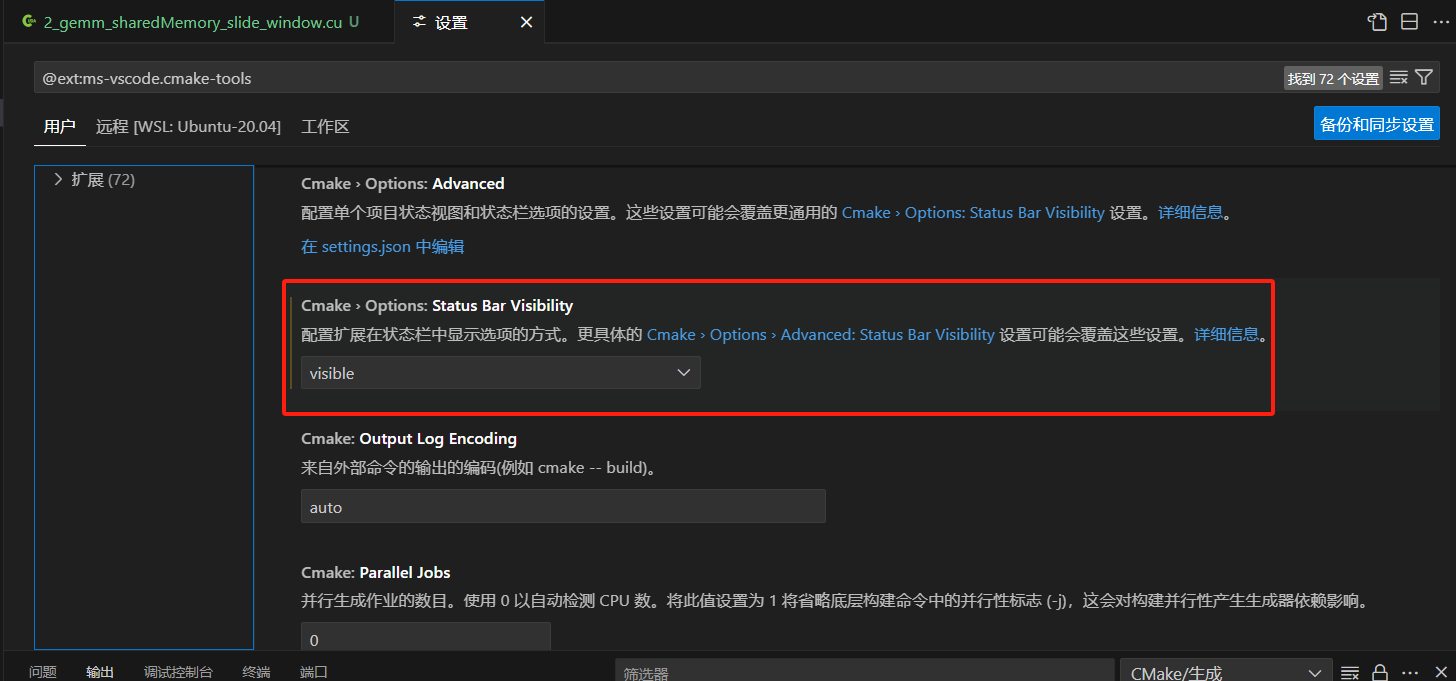 2_gemm_sharedMemory_slide_window.cu U
设置
@ext:ms-vscode.cmake-tools
找到 72 个设置
用户 远程 [WSL: Ubuntu-20.04] 工作区
备份和同步设置
扩展 (72)
Cmake › Options: Advanced
配置单个项目状态视图和状态栏选项的设置。这些设置可能会覆盖更通用的 Cmake › Options: Status Bar Visibility 设置。详细信息。
在 settings.json 中编辑
Cmake › Options: Status Bar Visibility
配置扩展在状态栏中显示选项的方式。更具体的 Cmake › Options › Advanced: Status Bar Visibility 设置可能会覆盖这些设置。详细信息。
visible
Cmake: Output Log Encoding
来自外部命令的输出的编码(例如 cmake -- build)。
auto
Cmake: Parallel Jobs
并行生成作业的数目。使用 0 以自动检测 CPU 数。将此值设置为 1 将省略底层构建命令中的并行性标志 (-j)，这会对构建并行性产生生成器依赖影响。
0
问题 输出 调试控制台 终端 端口
筛选器
CMake/生成